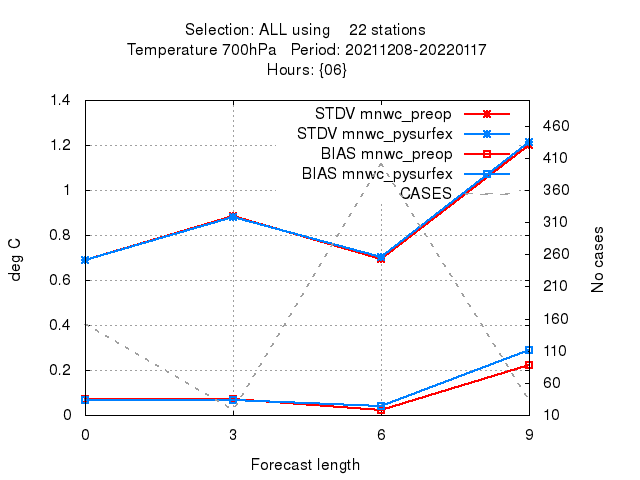 Selection: ALL using    22 stations
Temperature 700hPa   Period: 20211208-20220117
Hours: {06}
STDV mnwc_preop
STDV mnwc_pysurfex
BIAS mnwc_preop
BIAS mnwc_pysurfex
CASES
1.4
1.2
1
0.8
0.6
0.4
0.2
0
deg C
460
410
360
310
260
210
160
110
60
10
No cases
0 3 6 9
Forecast length